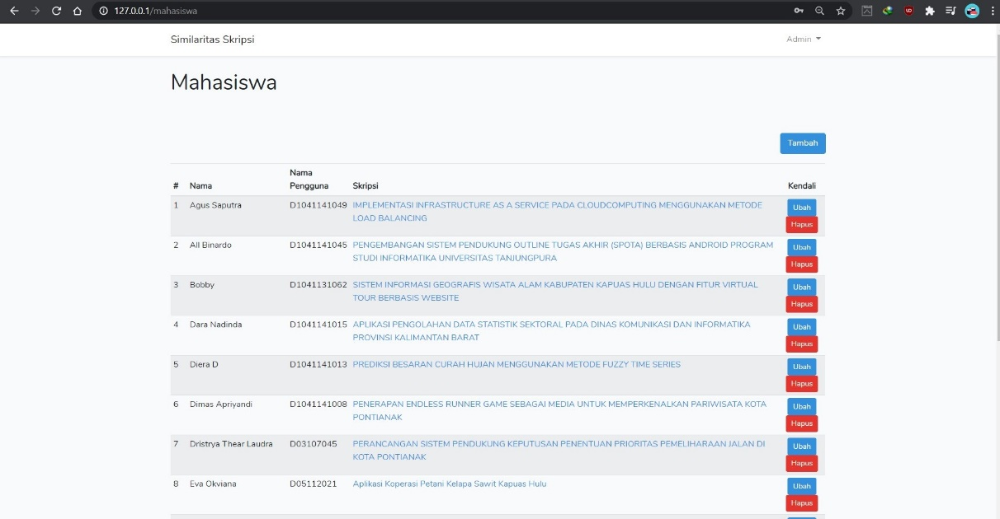 127.0.0.1/mahasiswa
Similaritas Skripsi
Admin
Mahasiswa
Tambah
# Nama Nama Pengguna Skripsi Kendali
1 Agus Saputra D1041141049 IMPLEMENTASI INFRASTRUCTURE AS A SERVICE PADA CLOUDCOMPUTING MENGGUNAKAN METODE Ubah
LOAD BALANCING Hapus
2 All Binardo D1041141045 PENGEMBANGAN SISTEM PENDUKUNG OUTLINE TUGAS AKHIR (SPOTA) BERBASIS ANDROID PROGRAM Ubah
STUDI INFORMATIKA UNIVERSITAS TANJUNGPURA Hapus
3 Bobby D1041131062 SISTEM INFORMASI GEOGRAFIS WISATA ALAM KABUPATEN KAPUAS HULU DENGAN FITUR VIRTUAL Ubah
TOUR BERBASIS WEBSITE Hapus
4 Dara Nadinda D1041141015 APLIKASI PENGOLAHAN DATA STATISTIK SEKTORAL PADA DINAS KOMUNIKASI DAN INFORMATIKA Ubah
PROVINSI KALIMANTAN BARAT Hapus
5 Diera D D1041141013 PREDIKSI BESARAN CURAH HUJAN MENGGUNAKAN METODE FUZZY TIME SERIES Ubah
Hapus
6 Dimas Apriyandi D1041141008 PENERAPAN ENDLESS RUNNER GAME SEBAGAI MEDIA UNTUK MEMPERKENALKAN PARIWISATA KOTA Ubah
PONTIANAK Hapus
7 Dristrya Thear Laudra D03107045 PERANCANGAN SISTEM PENDUKUNG KEPUTUSAN PENENTUAN PRIORITAS PEMELIHARAAN JALAN DI Ubah
KOTA PONTIANAK Hapus
8 Eva Okviana D05112021 Aplikasi Koperasi Petani Kelapa Sawit Kapuas Hulu Ubah
Hapus